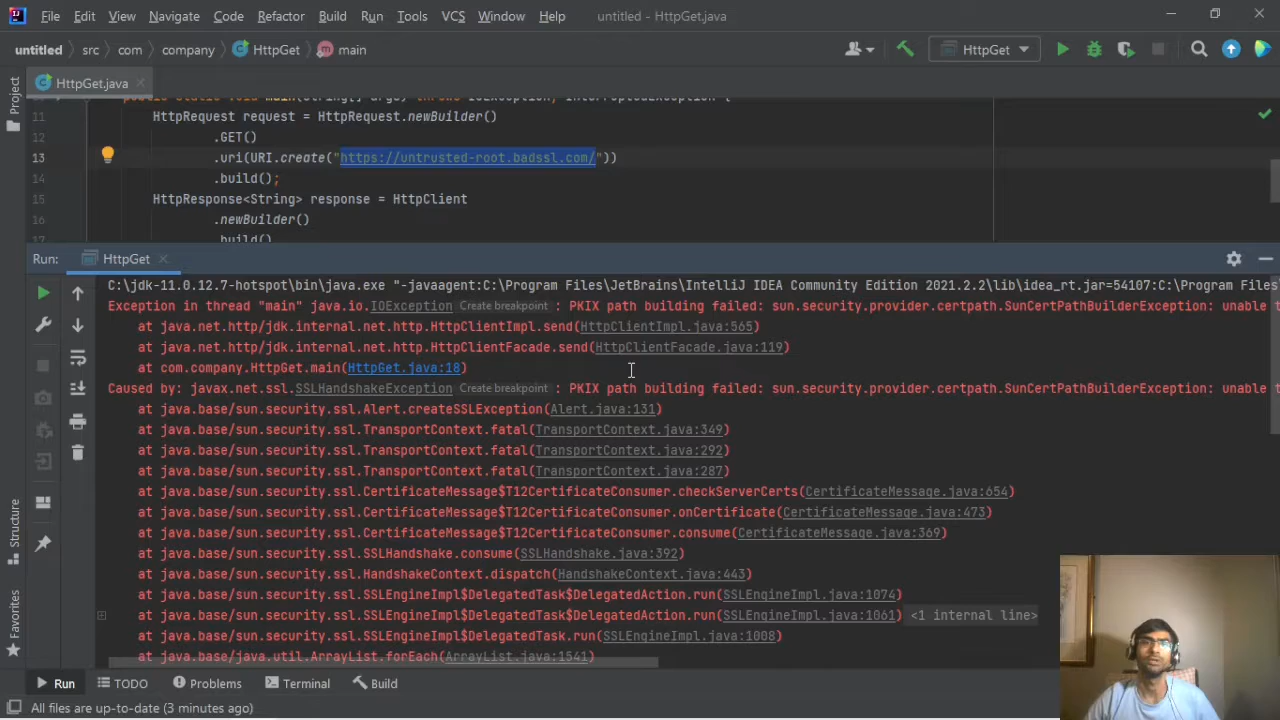 File Edit View Navigate Code Refactor Build Run Tools VCS Window Help untitled - HttpGet.java
untitled src com company HttpGet main HttpGet
Project
HttpGet.java
11 HttpRequest request = HttpRequest.newBuilder()
12 .GET()
13 .uri(URI.create("https://untrusted-root.badssl.com/"))
14 .build();
15 HttpResponse<String> response = HttpClient
16 .newBuilder()
17 .build()
Run: HttpGet
C:\jdk-11.0.12.7-hotspot\bin\java.exe "-javaagent:C:\Program Files\JetBrains\IntelliJ IDEA Community Edition 2021.2.2\lib\idea_rt.jar=54107:C:\Program Files
Exception in thread "main" java.io.IOException Create breakpoint : PKIX path building failed: sun.security.provider.certpath.SunCertPathBuilderException: unable t
at java.net.http/jdk.internal.net.http.HttpClientImpl.send(HttpClientImpl.java:565)
at java.net.http/jdk.internal.net.http.HttpClientFacade.send(HttpClientFacade.java:119)
at com.company.HttpGet.main(HttpGet.java:18)
Caused by: javax.net.ssl.SSLHandshakeException Create breakpoint : PKIX path building failed: sun.security.provider.certpath.SunCertPathBuilderException: unable t
at java.base/sun.security.ssl.Alert.createSSLException(Alert.java:131)
at java.base/sun.security.ssl.TransportContext.fatal(TransportContext.java:349)
at java.base/sun.security.ssl.TransportContext.fatal(TransportContext.java:292)
at java.base/sun.security.ssl.TransportContext.fatal(TransportContext.java:287)
at java.base/sun.security.ssl.CertificateMessage$T12CertificateConsumer.checkServerCerts(CertificateMessage.java:654)
at java.base/sun.security.ssl.CertificateMessage$T12CertificateConsumer.onCertificate(CertificateMessage.java:473)
at java.base/sun.security.ssl.CertificateMessage$T12CertificateConsumer.consume(CertificateMessage.java:369)
at java.base/sun.security.ssl.SSLHandshake.consume(SSLHandshake.java:392)
at java.base/sun.security.ssl.HandshakeContext.dispatch(HandshakeContext.java:443)
at java.base/sun.security.ssl.SSLEngineImpl$DelegatedTask$DelegatedAction.run(SSLEngineImpl.java:1074)
at java.base/sun.security.ssl.SSLEngineImpl$DelegatedTask$DelegatedAction.run(SSLEngineImpl.java:1061) <1 internal line>
at java.base/sun.security.ssl.SSLEngineImpl$DelegatedTask.run(SSLEngineImpl.java:1008)
at java.base/java.util.ArrayList.forEach(ArrayList.java:1541)
Structure
Favorites
Run TODO Problems Terminal Build
All files are up-to-date (3 minutes ago)